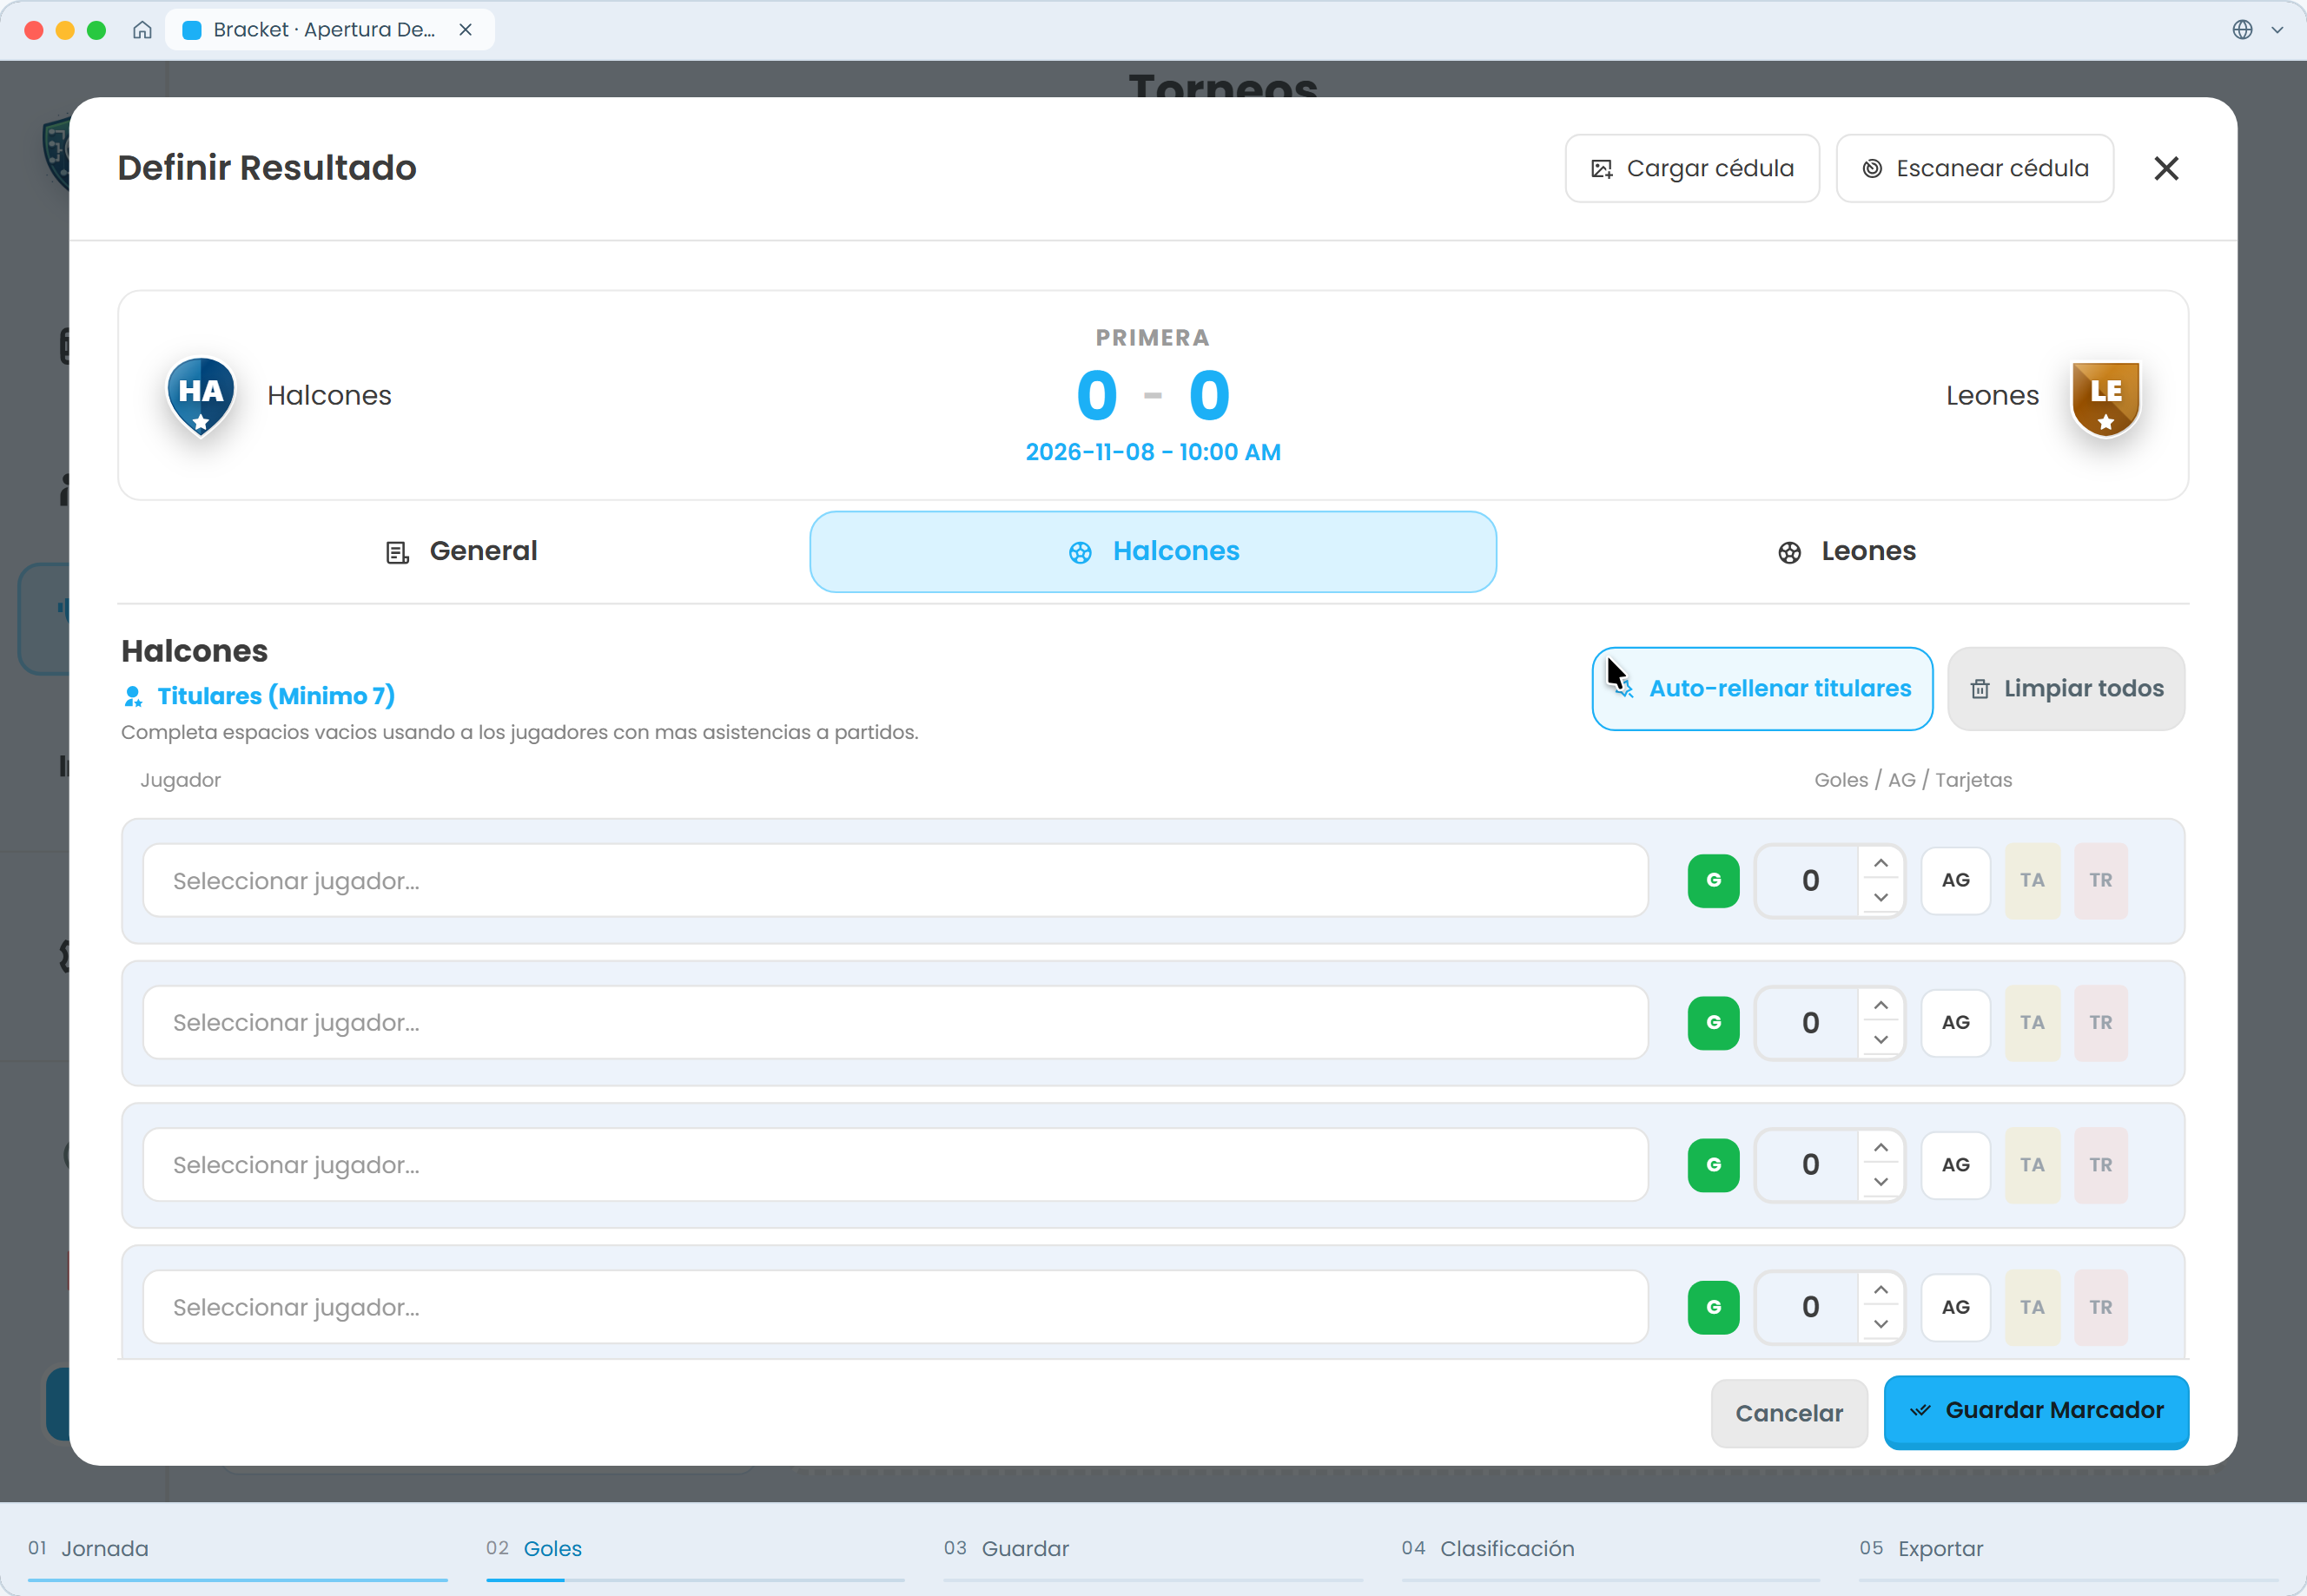 Bracket · Apertura De...
Torneos
Definir Resultado
Cargar cédula
Escanear cédula
PRIMERA
HA
Halcones
0 - 0
Leones
LE
2026-11-08 - 10:00 AM
General
Halcones
Leones
Halcones
Titulares (Minimo 7)
Auto-rellenar titulares
Limpiar todos
Completa espacios vacios usando a los jugadores con mas asistencias a partidos.
Jugador
Goles / AG / Tarjetas
Seleccionar jugador...
G
0
AG
TA
TR
Seleccionar jugador...
G
0
AG
TA
TR
Seleccionar jugador...
G
0
AG
TA
TR
Seleccionar jugador...
G
0
AG
TA
TR
Cancelar
Guardar Marcador
01 Jornada
02 Goles
03 Guardar
04 Clasificación
05 Exportar